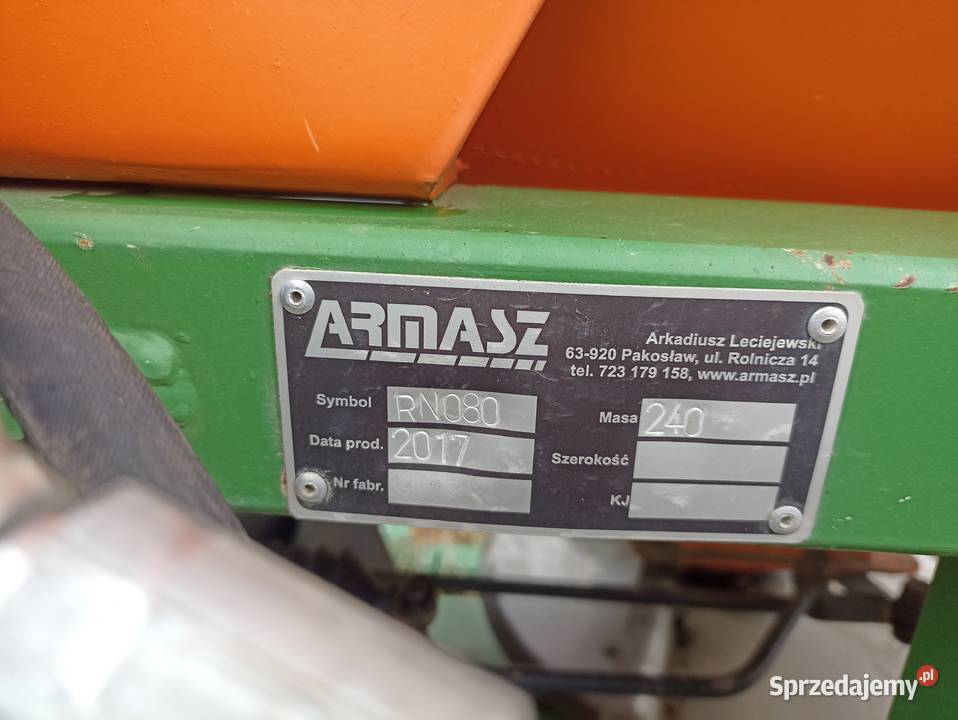 ARMASZ
Arkadiusz Leciejewski
63-920 Pakosław, ul. Rolnicza 14
tel. 723 179 158, www.armasz.pl
Symbol RN080
Masa 240
Data prod. 2017
Szerokość
Nr fabr.
KJ
Sprzedajemy.pl